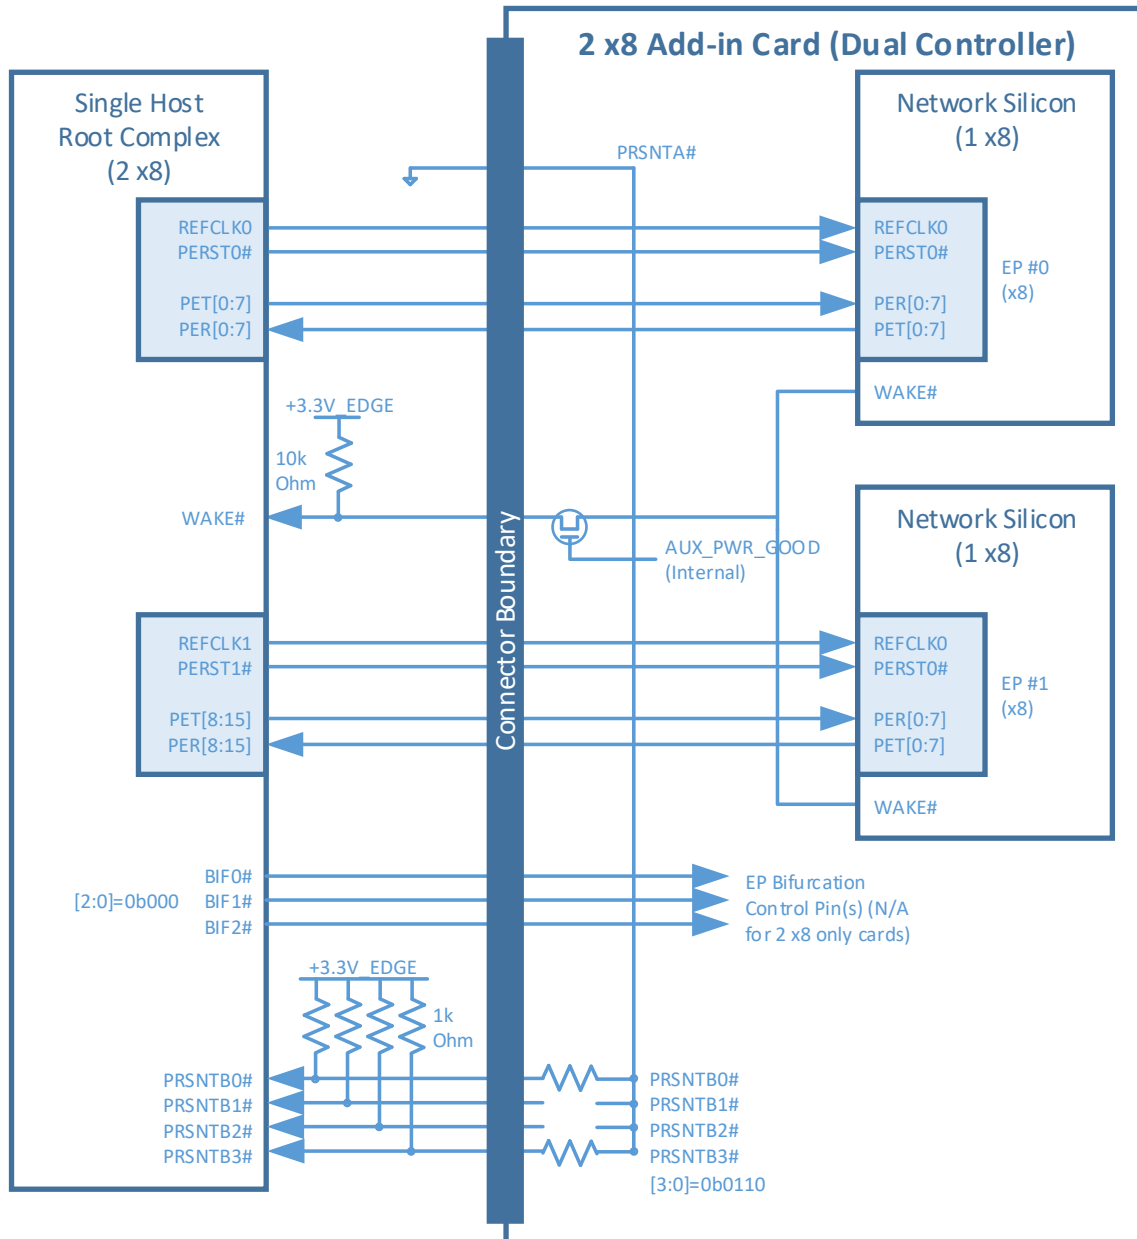 2 x8 Add-in Card (Dual Controller)
Single Host
Root Complex
(2 x8)
Network Silicon
(1 x8)
PRSNTA#
REFCLK0
PERST0#
PET[0:7]
PER[0:7]
REFCLK0
PERST0#
PER[0:7]
PET[0:7]
EP #0
(x8)
WAKE#
+3.3V_EDGE
10k
Ohm
WAKE#
Connector Boundary
AUX_PWR_GOOD
(Internal)
Network Silicon
(1 x8)
REFCLK1
PERST1#
PET[8:15]
PER[8:15]
REFCLK0
PERST0#
PER[0:7]
PET[0:7]
EP #1
(x8)
WAKE#
BIF0#
[2:0]=0b000
BIF1#
BIF2#
EP Bifurcation
Control Pin(s) (N/A
for 2 x8 only cards)
+3.3V_EDGE
1k
Ohm
PRSNTB0#
PRSNTB1#
PRSNTB2#
PRSNTB3#
PRSNTB0#
PRSNTB1#
PRSNTB2#
PRSNTB3#
[3:0]=0b0110